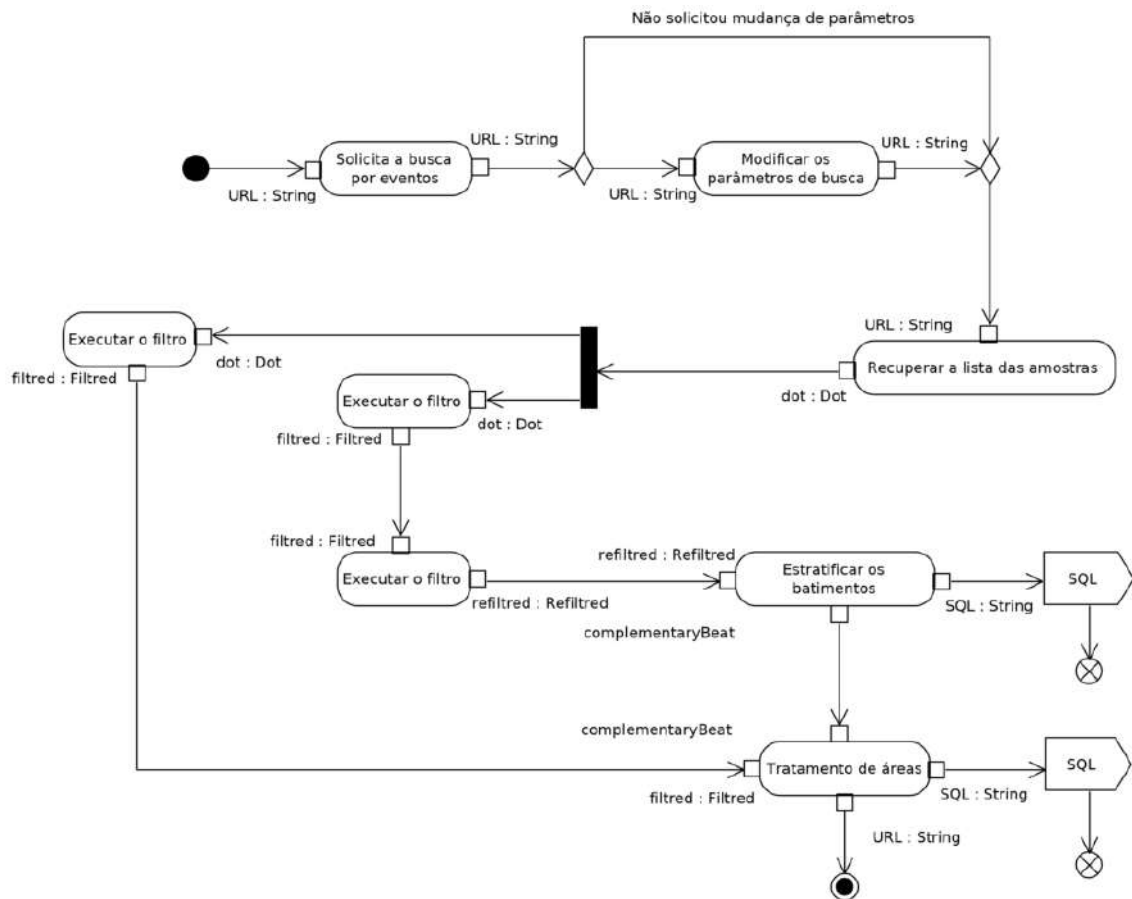 Não solicitou mudança de parâmetros
URL : String
Solicita a busca
por eventos
URL : String
URL : String
Modificar os
parâmetros de busca
URL : String
URL : String
Recuperar a lista das amostras
dot : Dot
Executar o filtro
dot : Dot
filtred : Filtred
Executar o filtro
dot : Dot
filtred : Filtred
filtred : Filtred
Executar o filtro
refiltred : Refiltred
refiltred : Refiltred
Estratificar os
batimentos
SQL : String
SQL
complementaryBeat
complementaryBeat
Tratamento de áreas
filtred : Filtred
SQL : String
SQL
URL : String